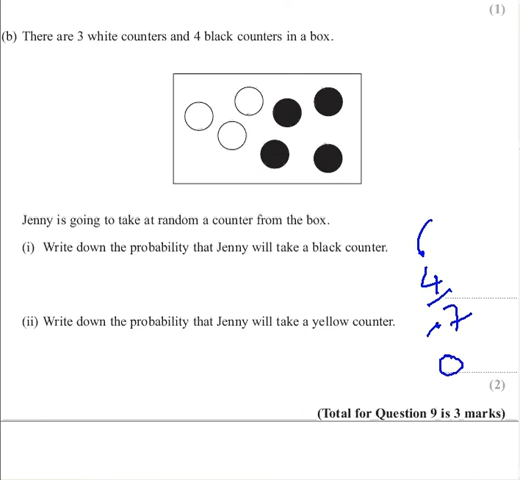 (1)
(b) There are 3 white counters and 4 black counters in a box.
Jenny is going to take at random a counter from the box.
(i) Write down the probability that Jenny will take a black counter.
4/7
(ii) Write down the probability that Jenny will take a yellow counter.
0
(2)
(Total for Question 9 is 3 marks)